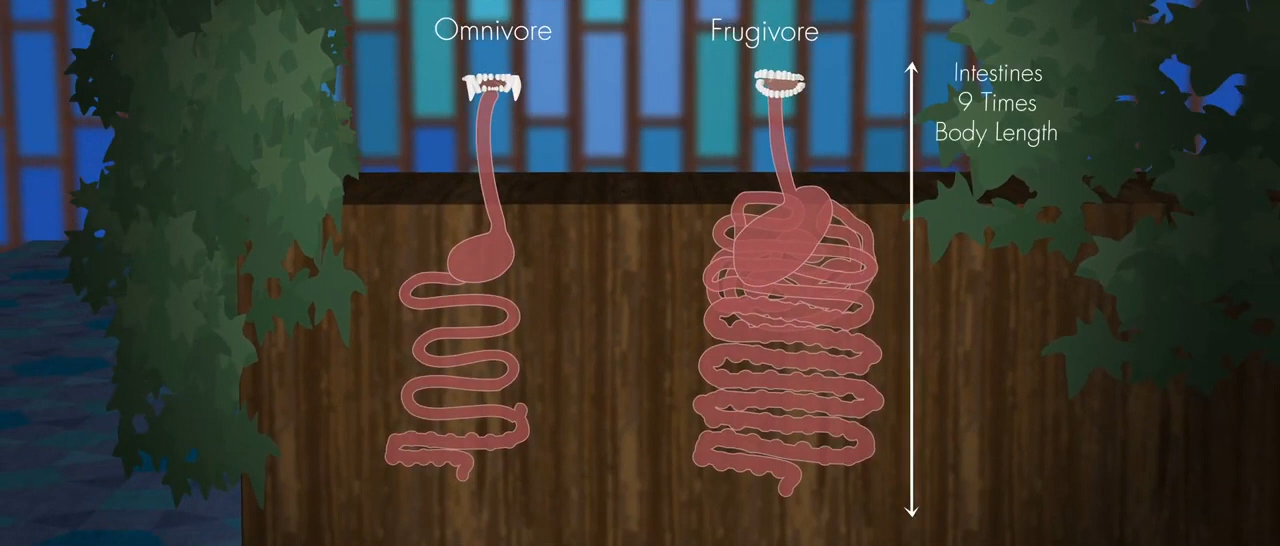 Omnivore
Frugivore
Intestines
9 Times
Body Length